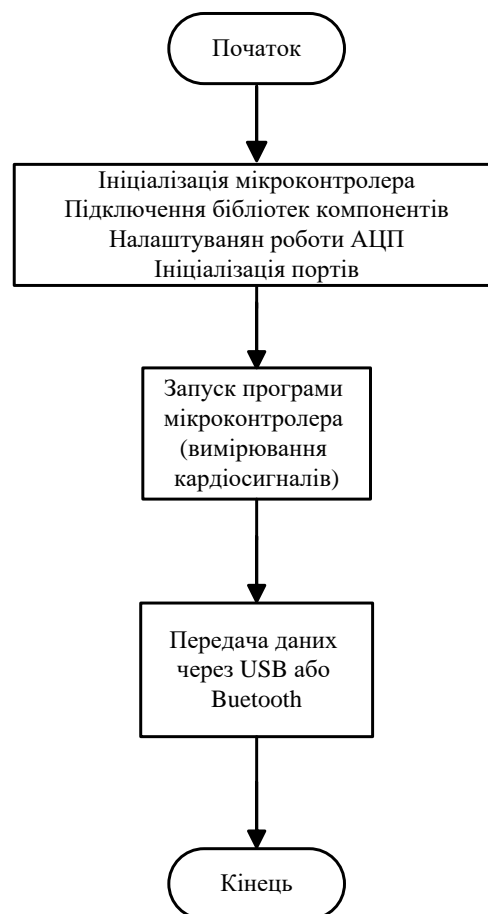 Початок
Ініціалізація мікроконтролера
Підключення бібліотек компонентів
Налаштуванян роботи АЦП
Ініціалізація портів
Запуск програми
мікроконтролера
(вимірювання
кардіосигналів)
Передача даних
через USB або
Buetooth
Кінець